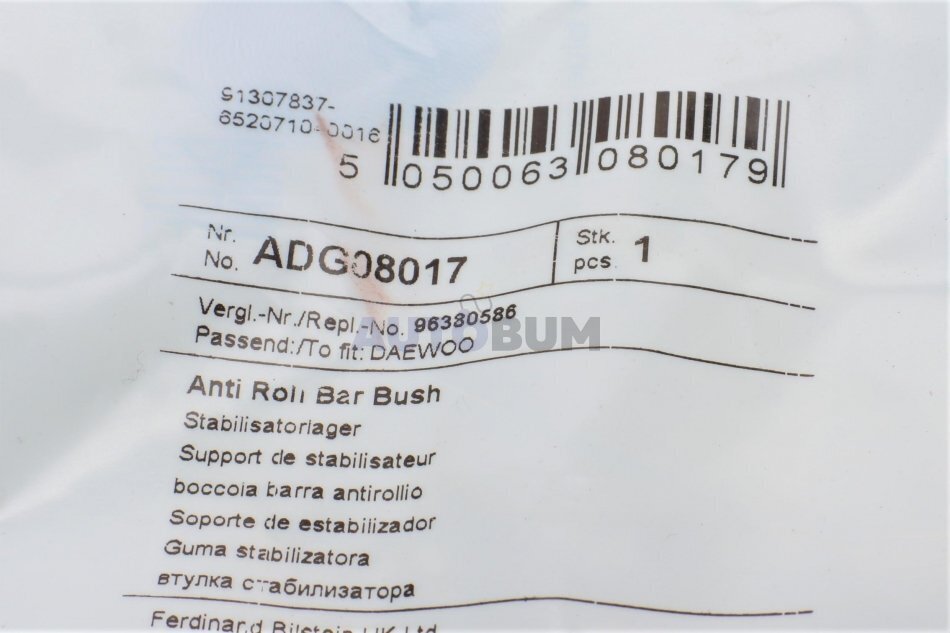 91307837-
6520710-0016
5 050063 080179
Nr.
No. ADG08017
Stk.
pcs 1
Vergl.-Nr./Repl.-No. 96380586
AUTOBUM
Passend:/To fit: DAEWOO
Anti Roll Bar Bush
Stabilisatorlager
Support de stabilisateur
boccola barra antirollio
Soporte de estabilizador
Guma stabilizatora
втулка стабилизатора
Ferdinand Bilstein UK Ltd